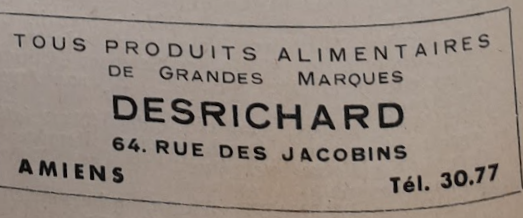 TOUS PRODUITS ALIMENTAIRES
DE GRANDES MARQUES
DESRICHARD
64. RUE DES JACOBINS
AMIENS Tél. 30.77